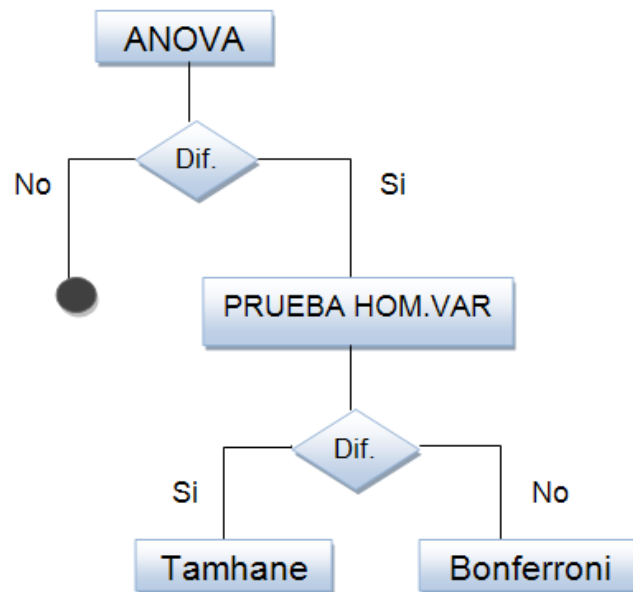 ANOVA
Dif.
No
Si
PRUEBA HOM.VAR
Dif.
Si
No
Tamhane
Bonferroni